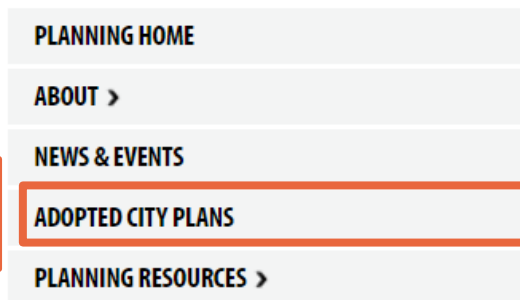 PLANNING HOME
ABOUT >
NEWS & EVENTS
ADOPTED CITY PLANS
PLANNING RESOURCES >